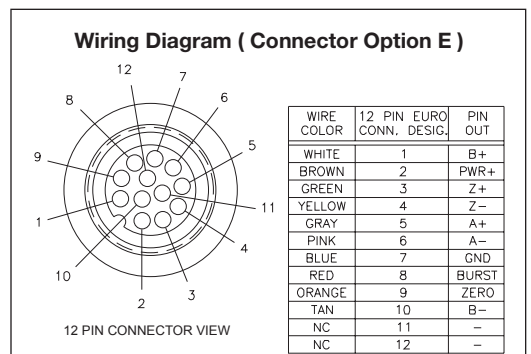 Wiring Diagram ( Connector Option E )
12
7
8
6
9
5
1
11
10
4
2
3
12 PIN CONNECTOR VIEW
WIRE COLOR 12 PIN EURO CONN. DESIG. PIN OUT
WHITE 1 B+
BROWN 2 PWR+
GREEN 3 Z+
YELLOW 4 Z−
GRAY 5 A+
PINK 6 A−
BLUE 7 GND
RED 8 BURST
ORANGE 9 ZERO
TAN 10 B−
NC 11 −
NC 12 −